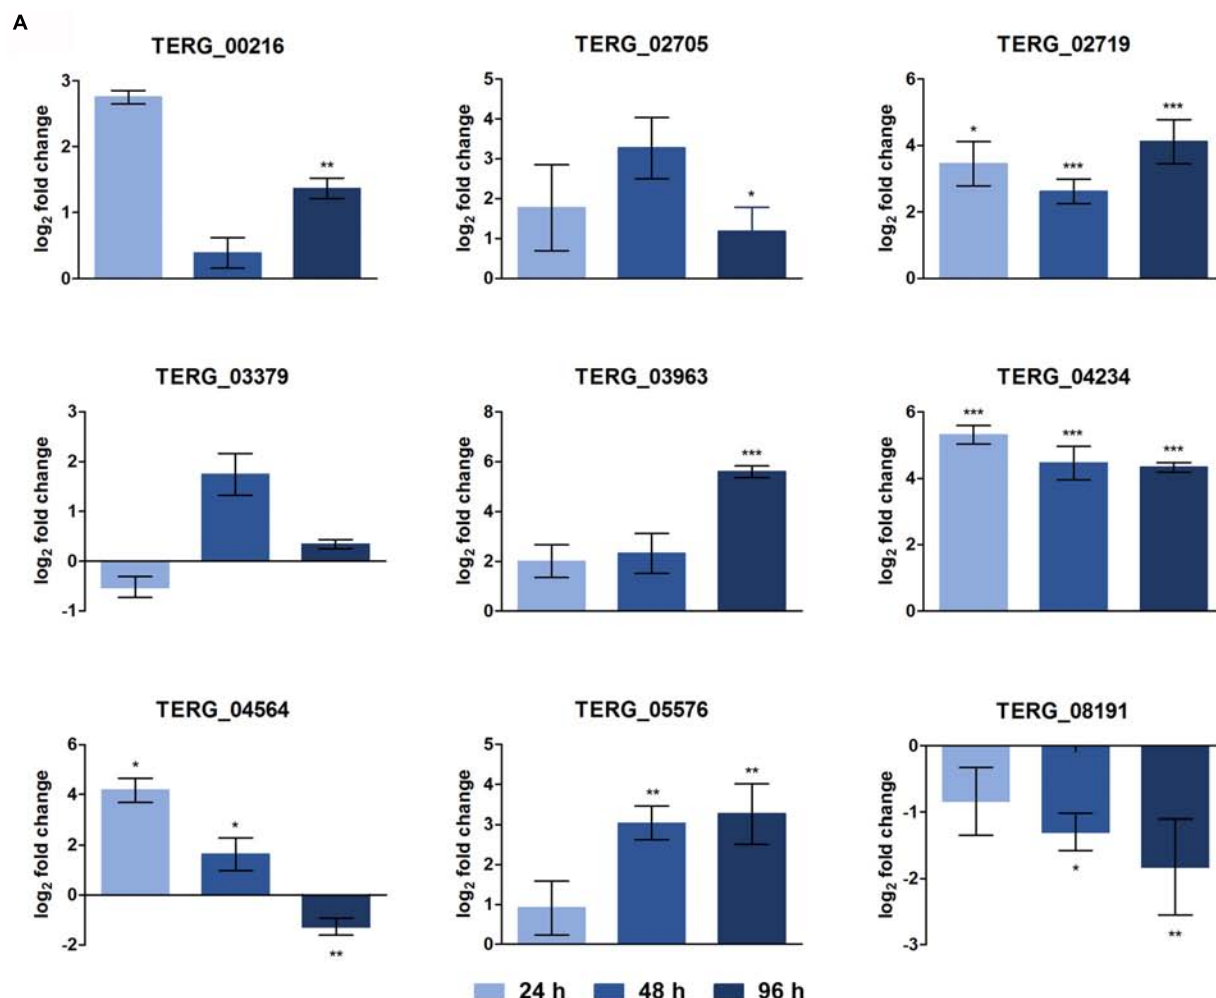 A
TERG_00216
TERG_02705
TERG_02719
log2 fold change
3
2
1
0
**
log2 fold change
5
4
3
2
1
0
*
log2 fold change
6
4
2
0
*
***
***
TERG_03379
TERG_03963
TERG_04234
log2 fold change
3
2
1
0
-1
log2 fold change
8
6
4
2
0
***
log2 fold change
6
4
2
0
***
***
***
TERG_04564
TERG_05576
TERG_08191
log2 fold change
6
4
2
0
-2
*
*
**
log2 fold change
5
4
3
2
1
0
**
**
log2 fold change
0
-1
-2
-3
*
**
24 h 48 h 96 h